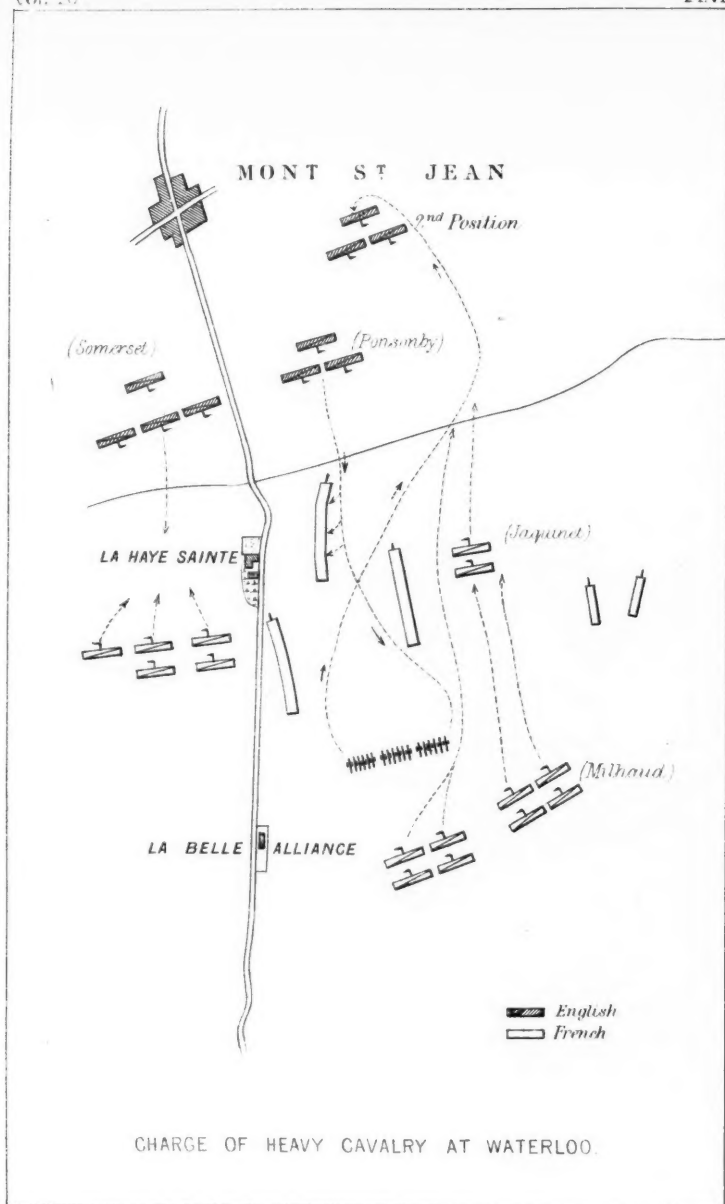 MONT ST JEAN
2nd Position
(Somerset)
(Ponsonby)
LA HAYE SAINTE
(Jaquinet)
(Milhaud)
LA BELLE ALLIANCE
English
French
CHARGE OF HEAVY CAVALRY AT WATERLOO.